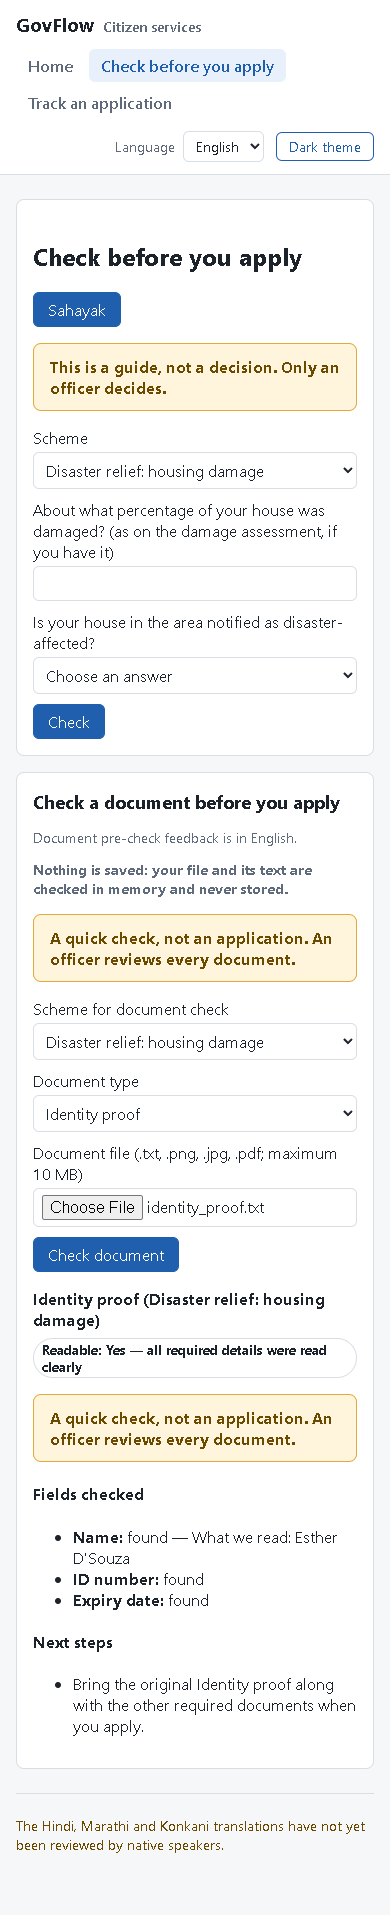 GovFlow Citizen services
Home Check before you apply
Track an application
Language English Dark theme
Check before you apply
Sahayak
This is a guide, not a decision. Only an
officer decides.
Scheme
Disaster relief: housing damage
About what percentage of your house was
damaged? (as on the damage assessment, if
you have it)
Is your house in the area notified as disaster-
affected?
Choose an answer
Check
Check a document before you apply
Document pre-check feedback is in English.
Nothing is saved: your file and its text are
checked in memory and never stored.
A quick check, not an application. An
officer reviews every document.
Scheme for document check
Disaster relief: housing damage
Document type
Identity proof
Document file (.txt, .png, .jpg, .pdf; maximum
10 MB)
Choose File identity_proof.txt
Check document
Identity proof (Disaster relief: housing
damage)
Readable: Yes — all required details were read
clearly
A quick check, not an application. An
officer reviews every document.
Fields checked
• Name: found — What we read: Esther
D'Souza
• ID number: found
• Expiry date: found
Next steps
• Bring the original Identity proof along
with the other required documents when
you apply.
The Hindi, Marathi and Konkani translations have not yet
been reviewed by native speakers.